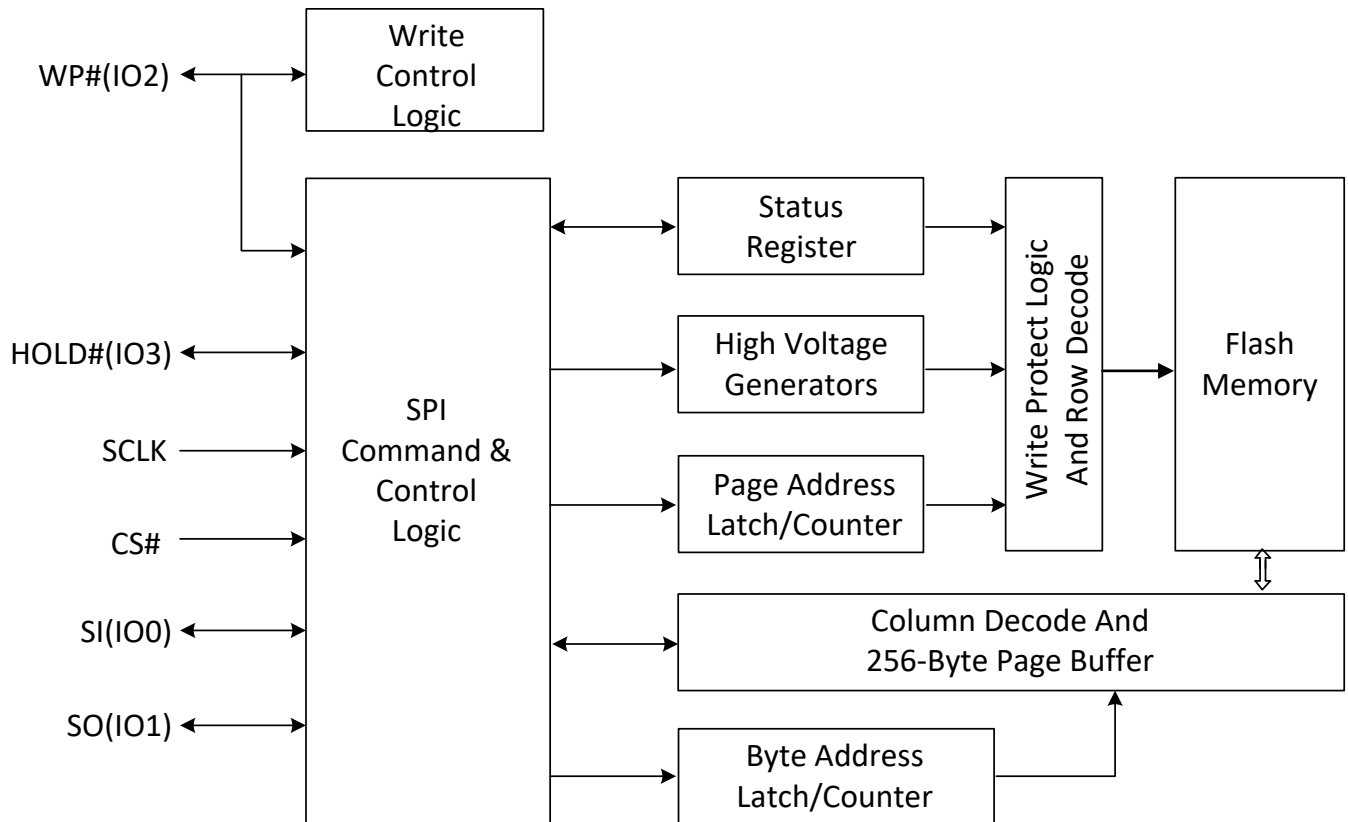 Write
Control
Logic
WP#(IO2)
HOLD#(IO3)
SCLK
CS#
SI(IO0)
SO(IO1)
SPI
Command &
Control
Logic
Status
Register
High Voltage
Generators
Page Address
Latch/Counter
Write Protect Logic
And Row Decode
Flash
Memory
Column Decode And
256-Byte Page Buffer
Byte Address
Latch/Counter